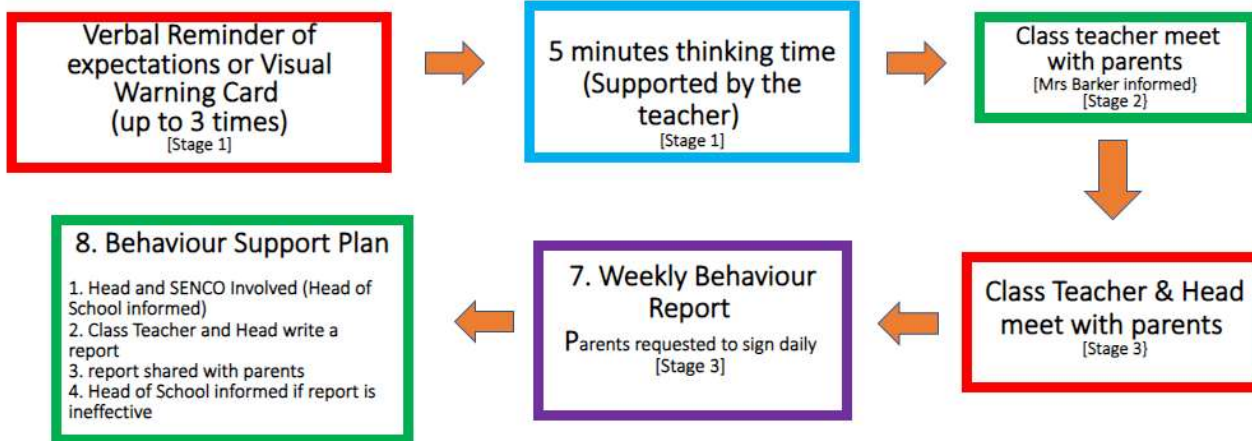 Verbal Reminder of
expectations or Visual
Warning Card
(up to 3 times)
[Stage 1]
5 minutes thinking time
(Supported by the
teacher)
[Stage 1]
Class teacher meet
with parents
[Mrs Barker informed}
[Stage 2}
Class Teacher & Head
meet with parents
[Stage 3}
7. Weekly Behaviour
Report
Parents requested to sign daily
[Stage 3]
8. Behaviour Support Plan
1. Head and SENCO Involved (Head of
School informed)
2. Class Teacher and Head write a
report
3. report shared with parents
4. Head of School informed if report is
ineffective